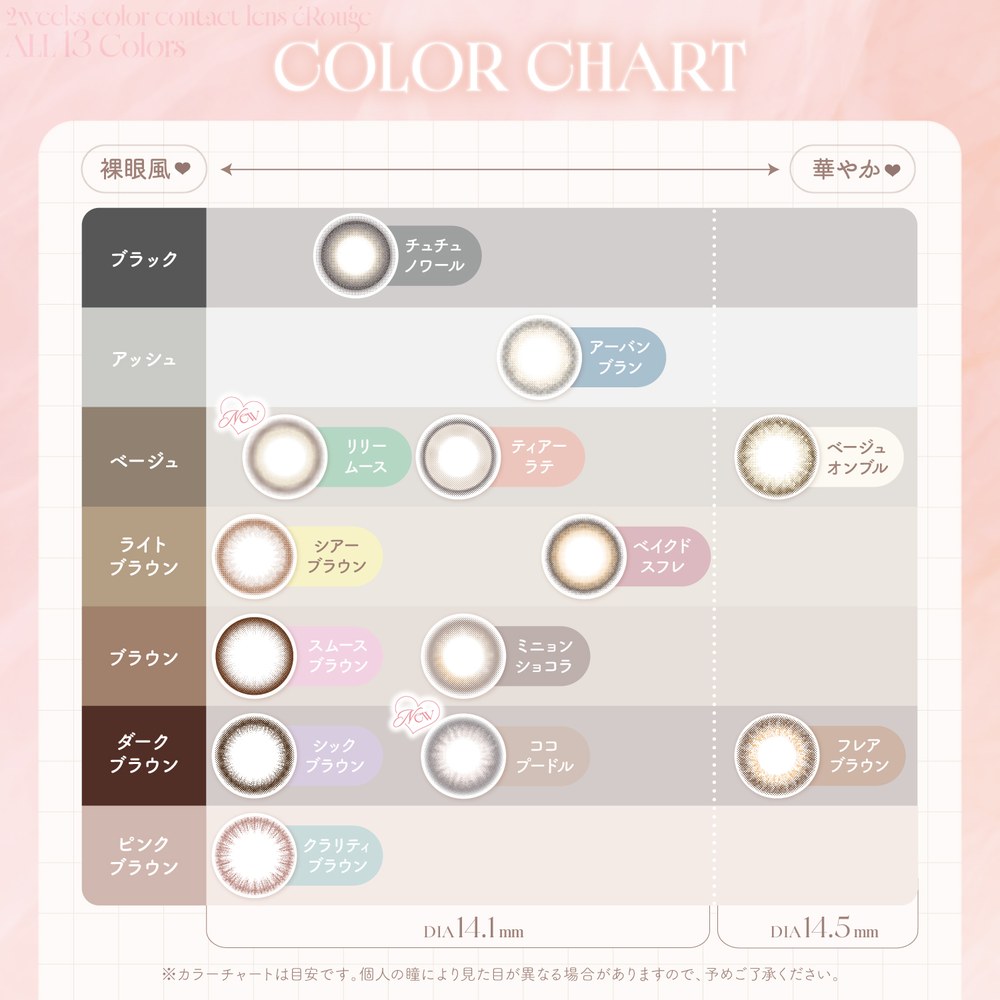 2weeks color contact lens éRouge
ALL 13 Colors
COLOR CHART
裸眼風♥
華やか♥
ブラック
チュチュ
ノワール
アッシュ
アーバン
ブラン
ベージュ
New
リリー
ムース
ティアー
ラテ
ベージュ
オンブル
ライト
ブラウン
シアー
ブラウン
ベイクド
スフレ
ブラウン
スムース
ブラウン
ミニョン
ショコラ
ダーク
ブラウン
シック
ブラウン
New
ココ
プードル
フレア
ブラウン
ピンク
ブラウン
クラリティ
ブラウン
DIA14.1mm
DIA14.5mm
※カラーチャートは目安です。個人の瞳により見た目が異なる場合がありますので、予めご了承ください。